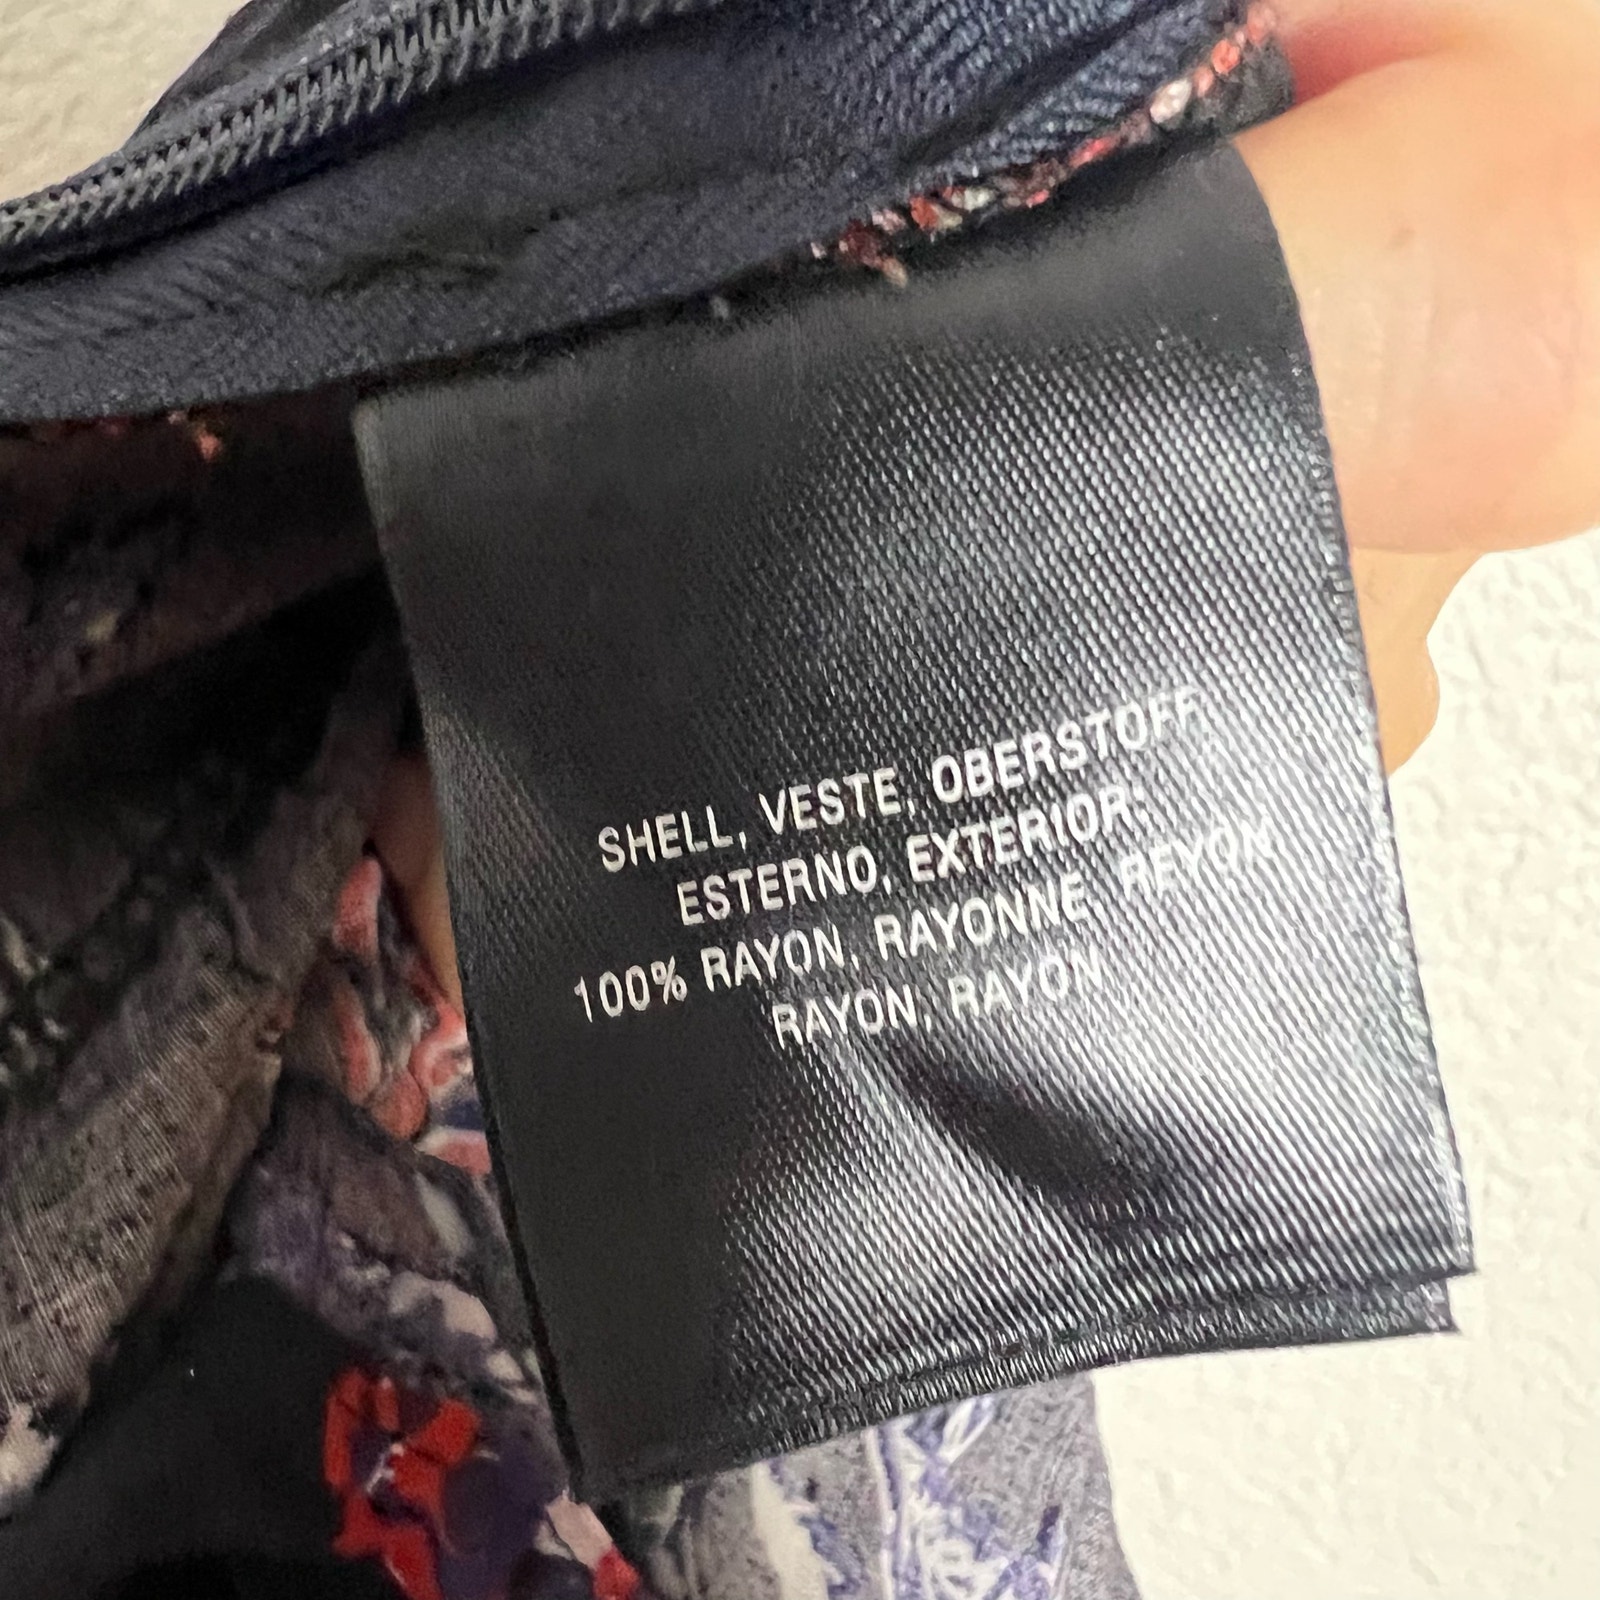 SHELL, VESTE, OBERSTOFF
ESTERNO, EXTERIOR:
100% RAYON, RAYONNE, REYON
RAYON, RAYON